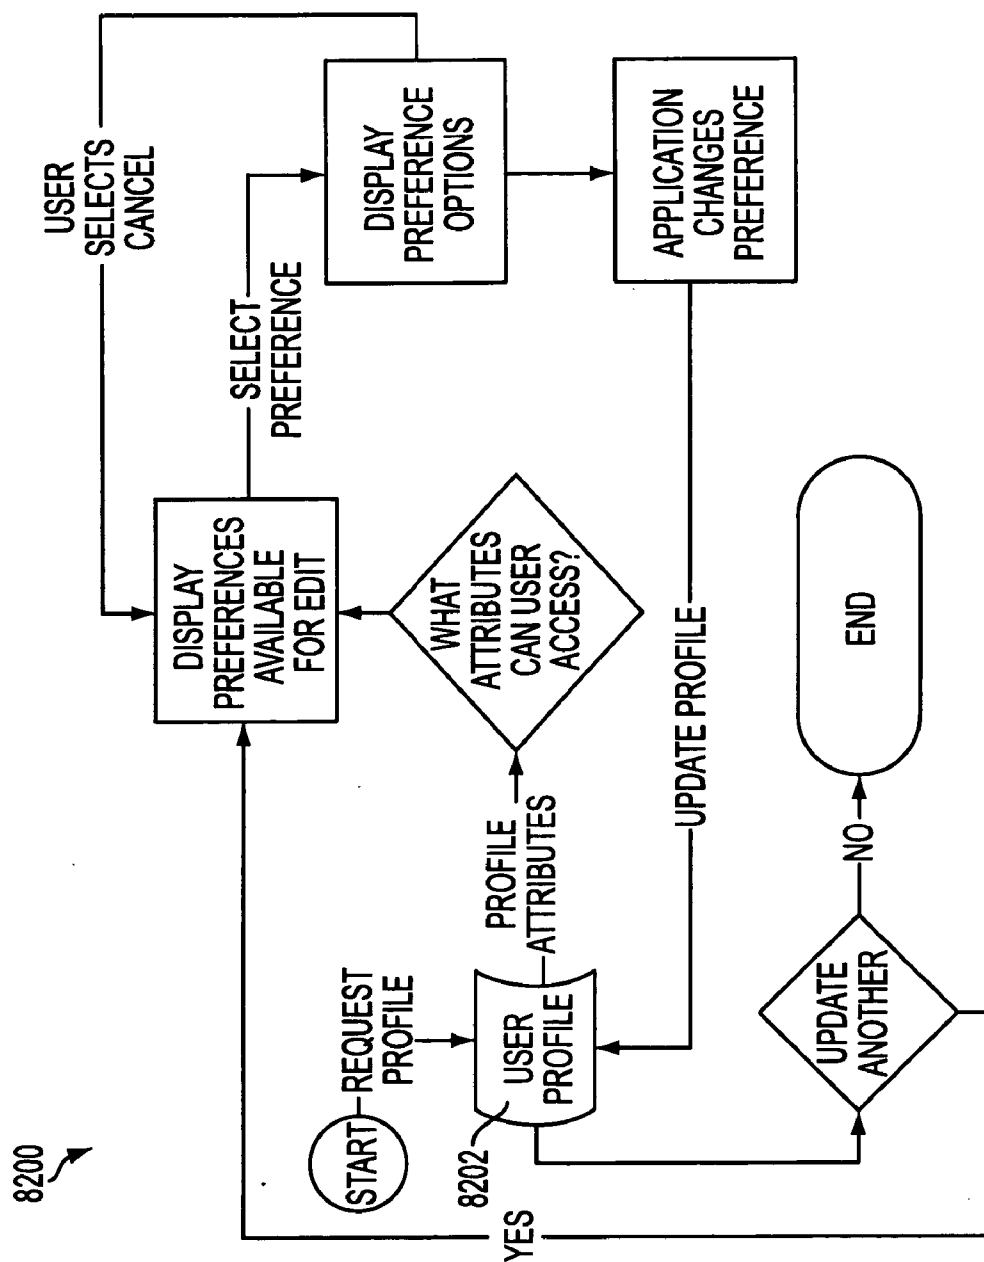 8200
START
REQUEST
PROFILE
8202
USER
PROFILE
PROFILE
ATTRIBUTES
WHAT
ATTRIBUTES
CAN USER
ACCESS?
DISPLAY
PREFERENCES
AVAILABLE
FOR EDIT
SELECT
PREFERENCE
USER
SELECTS
CANCEL
DISPLAY
PREFERENCE
OPTIONS
APPLICATION
CHANGES
PREFERENCE
UPDATE PROFILE
UPDATE
ANOTHER
NO
END
YES